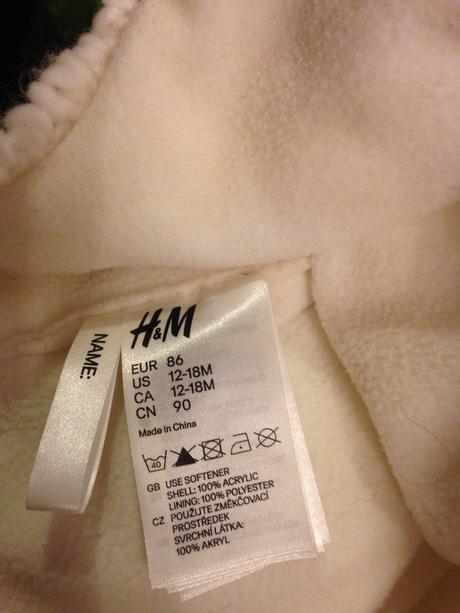 NAME:
H&M
EUR 86
US 12-18M
CA 12-18M
CN 90
Made in China
40
GB USE SOFTENER
SHELL: 100% ACRYLIC
LINING: 100% POLYESTER
CZ POUŽIJTE ZMĚKČOVACÍ
PROSTŘEDEK
SVRCHNÍ LÁTKA:
100% AKRYL